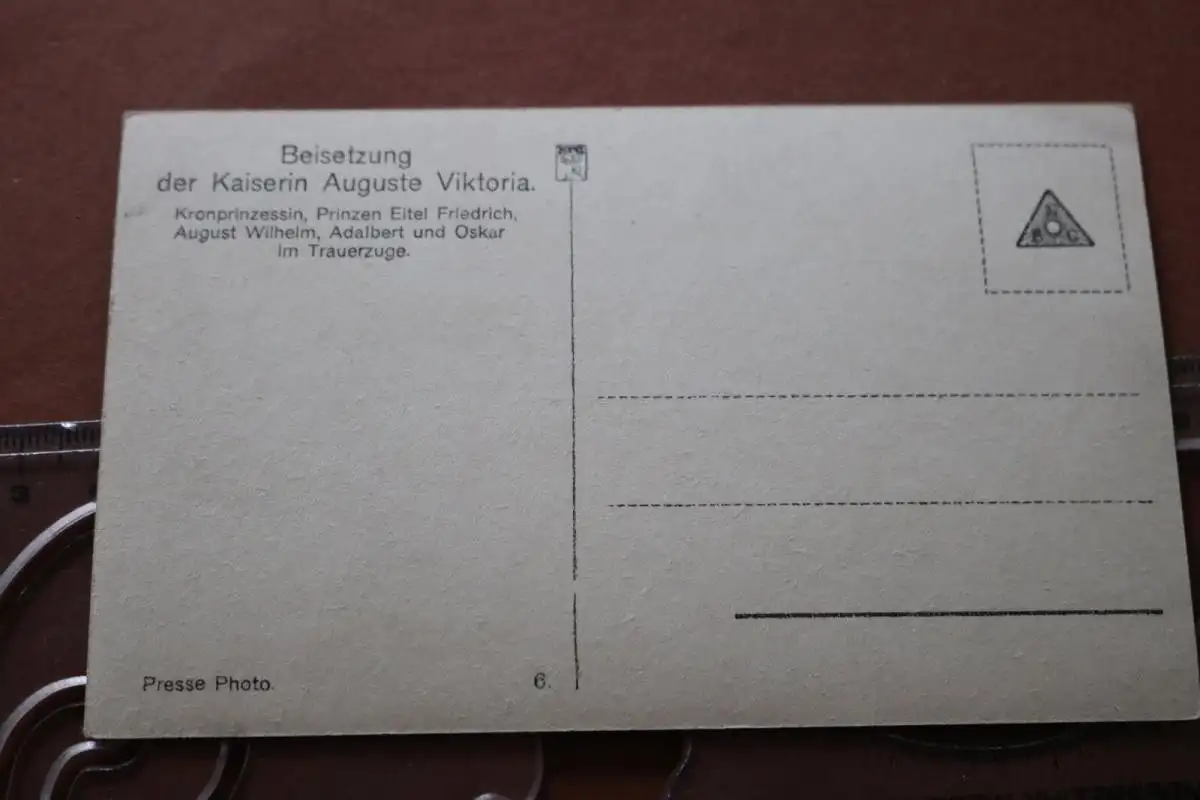 Beisetzung
der Kaiserin Auguste Viktoria.
Kronprinzessin, Prinzen Eitel Friedrich,
August Wilhelm, Adalbert und Oskar
im Trauerzuge.
Presse Photo.
6.
N
B G
3